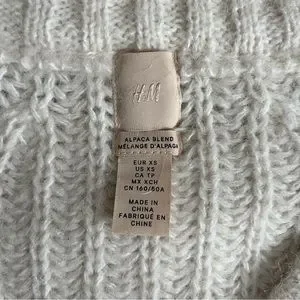 H&M
ALPACA BLEND
MÉLANGE D'ALPAGA
EUR XS
US XS
CA TP
MX XCH
CN 160/80A
MADE IN
CHINA
FABRIQUÉ EN
CHINE